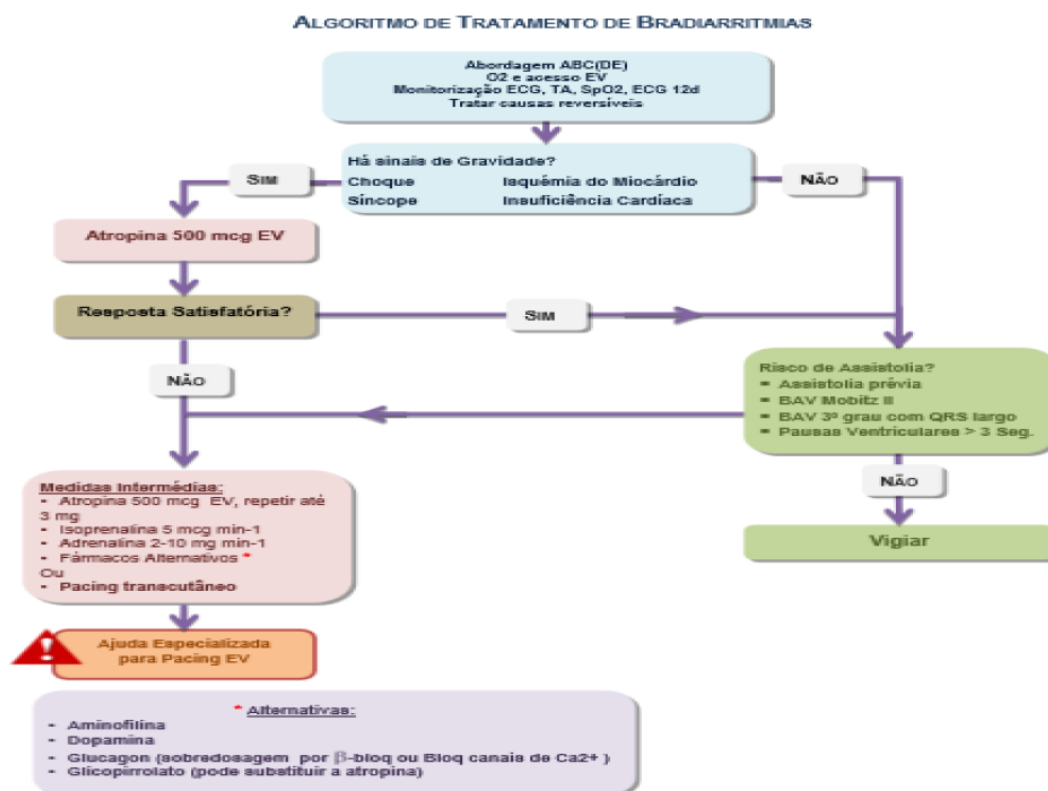 ALGORITMO DE TRATAMENTO DE BRADIARRITMIAS
Abordagem ABC(DE)
O2 e acesso EV
Monitorização ECG, TA, SpO2, ECG 12d
Tratar causas reversíveis
Há sinais de Gravidade?
Choque Isquémia do Miocárdio
Síncope Insuficiência Cardíaca
SIM
NÃO
Atropina 500 mcg EV
Resposta Satisfatória?
SIM
NÃO
Risco de Assistolia?
▪ Assistolia prévia
▪ BAV Mobitz II
▪ BAV 3º grau com QRS largo
▪ Pausas Ventriculares > 3 Seg.
NÃO
Vigiar
Medidas Intermédias:
• Atropina 500 mcg EV, repetir até
3 mg
• Isoprenalina 5 mcg min-1
• Adrenalina 2-10 mg min-1
• Fármacos Alternativos *
Ou
• Pacing transcutâneo
Ajuda Especializada
para Pacing EV
* Alternativas:
• Aminofilina
• Dopamina
• Glucagon (sobredosagem por β-bloq ou Bloq canais de Ca2+ )
• Glicopirrolato (pode substituir a atropina)